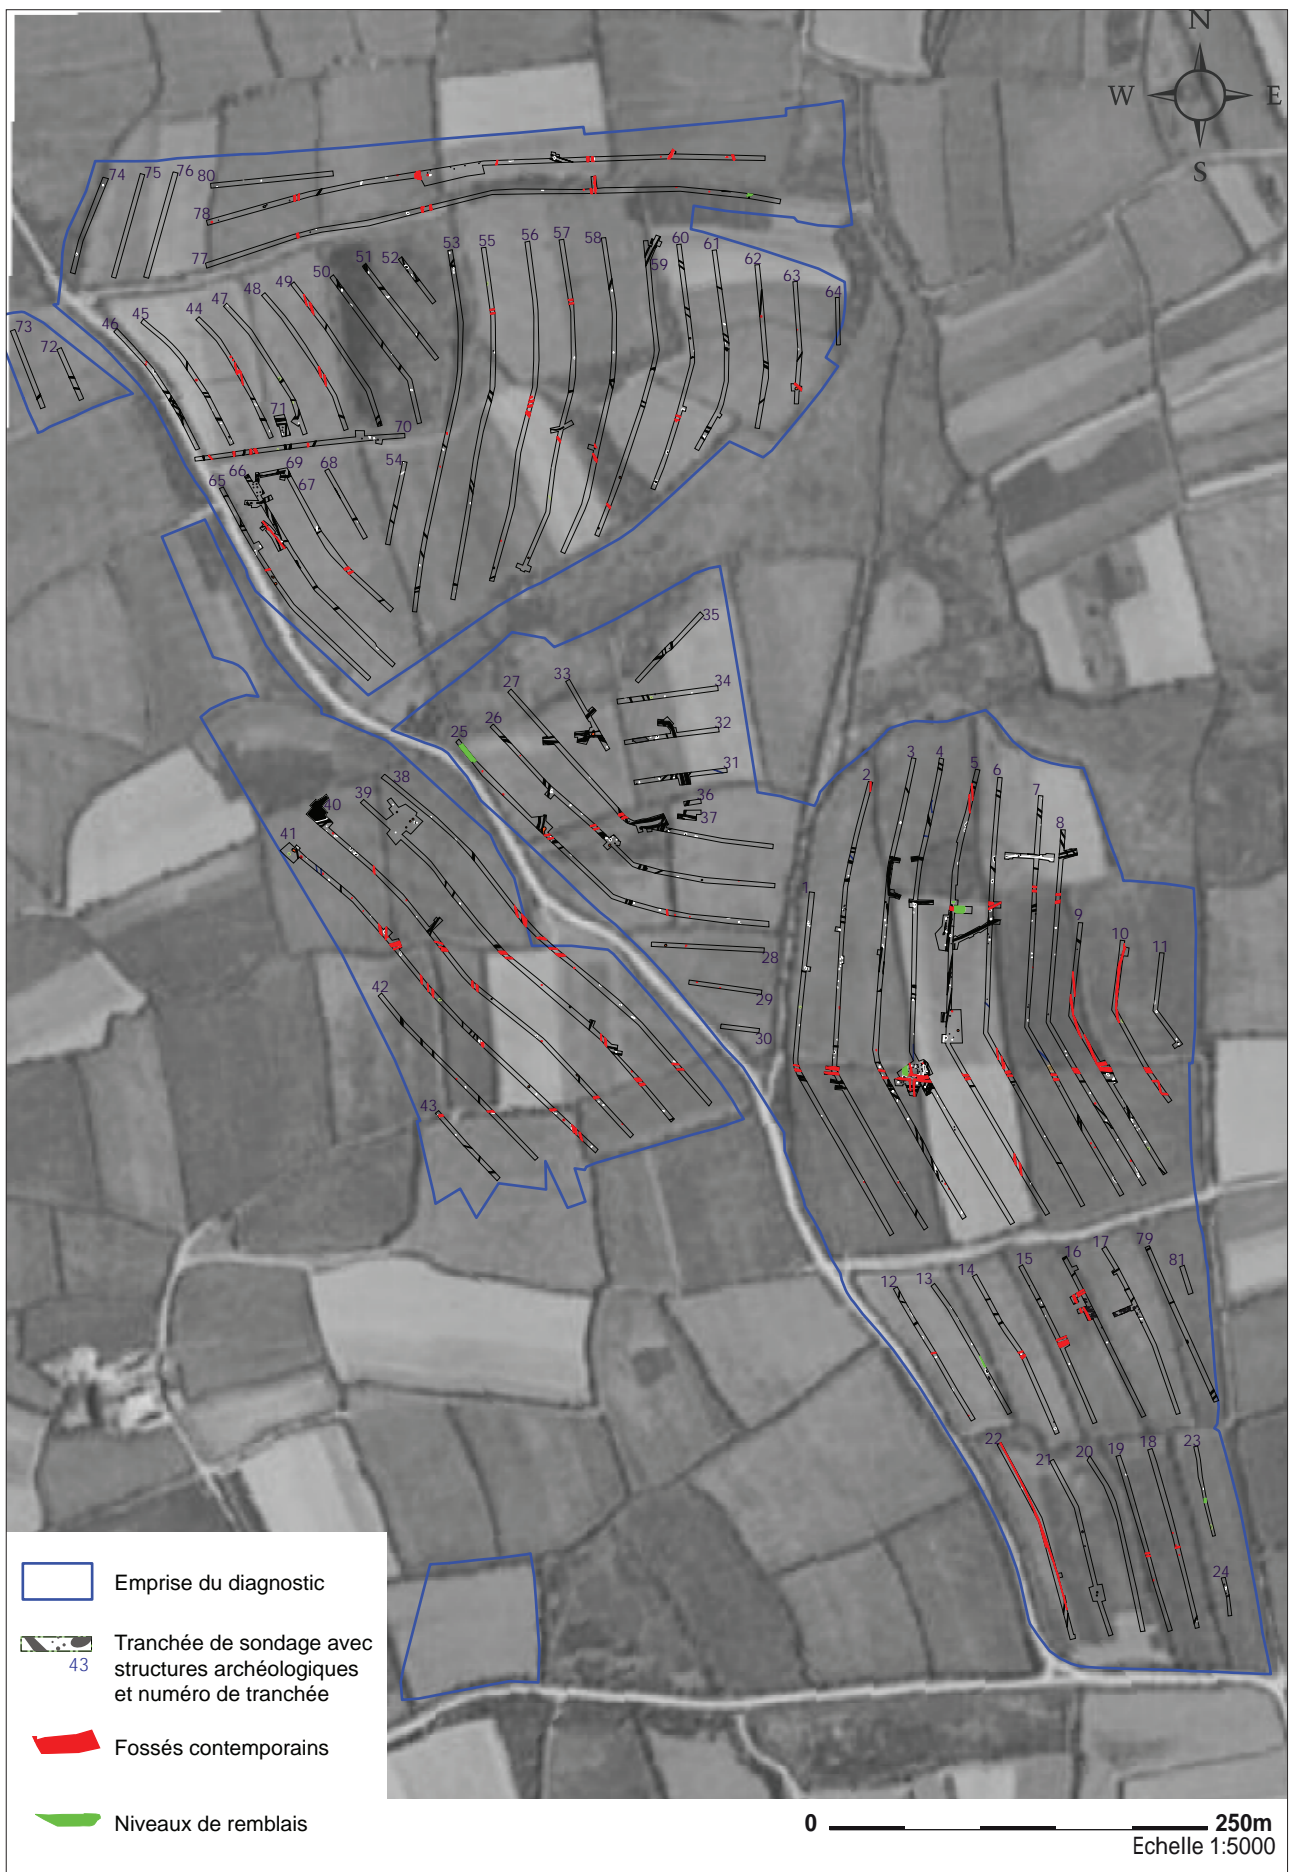 N
W E
S
74 75 76
80
78
77
53 55 56 57 58 60 61
59
62 63 64
52
51
50
49
48
47
44
45
46
73
72
71
70
54
69 68
66 67
65
35
33
34
27
26
32
25
31
36
37
38
39
40
41
28
29
30
42
43
1 2 3 4 5 6 7 8
9 10 11
12 13 14 15 16 17 79 81
22 21 20 19 18 23
24
Emprise du diagnostic
Tranchée de sondage avec
structures archéologiques
et numéro de tranchée
43
Fossés contemporains
Niveaux de remblais
0 250m
Echelle 1:5000